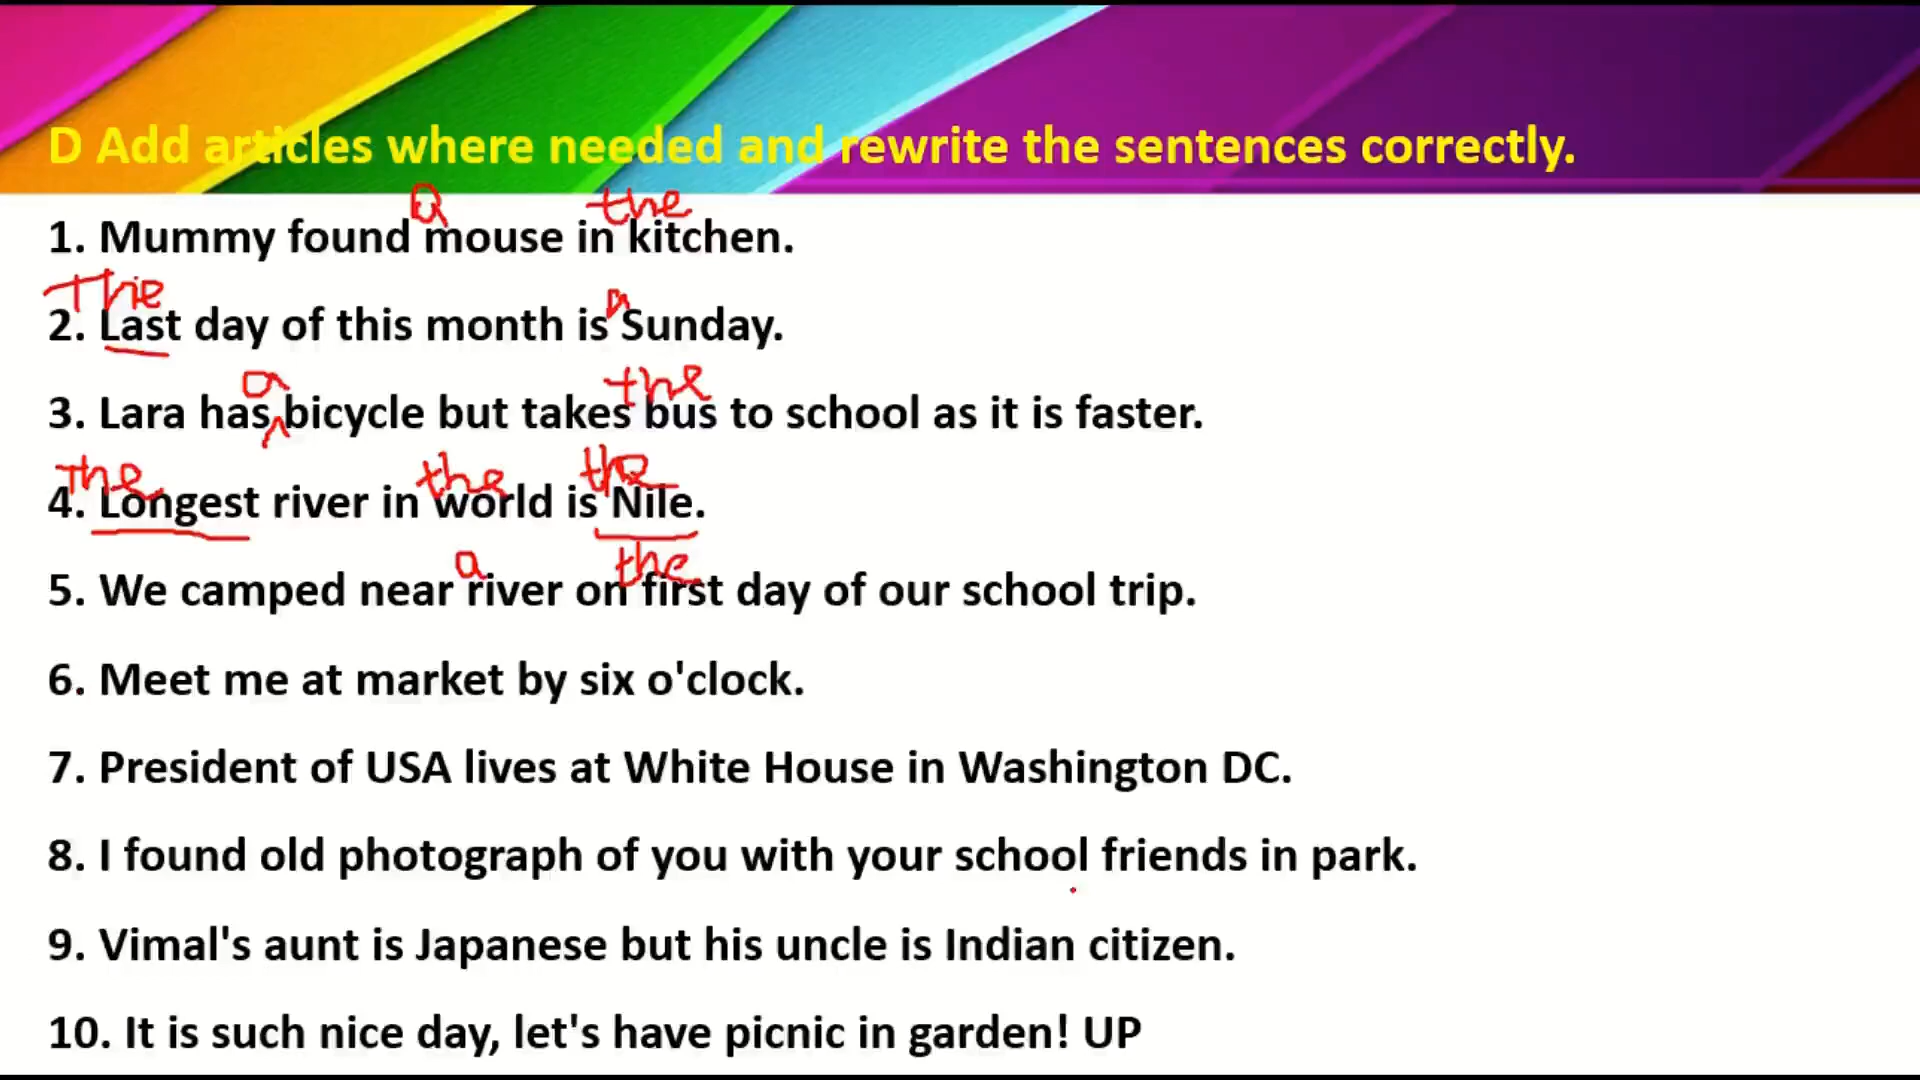 D Add articles where needed and rewrite the sentences correctly.
a the
1. Mummy found mouse in kitchen.
The a
2. Last day of this month is Sunday.
a the
3. Lara has bicycle but takes bus to school as it is faster.
The the the
4. Longest river in world is Nile.
a the
5. We camped near river on first day of our school trip.
6. Meet me at market by six o'clock.
7. President of USA lives at White House in Washington DC.
8. I found old photograph of you with your school friends in park.
9. Vimal's aunt is Japanese but his uncle is Indian citizen.
10. It is such nice day, let's have picnic in garden! UP